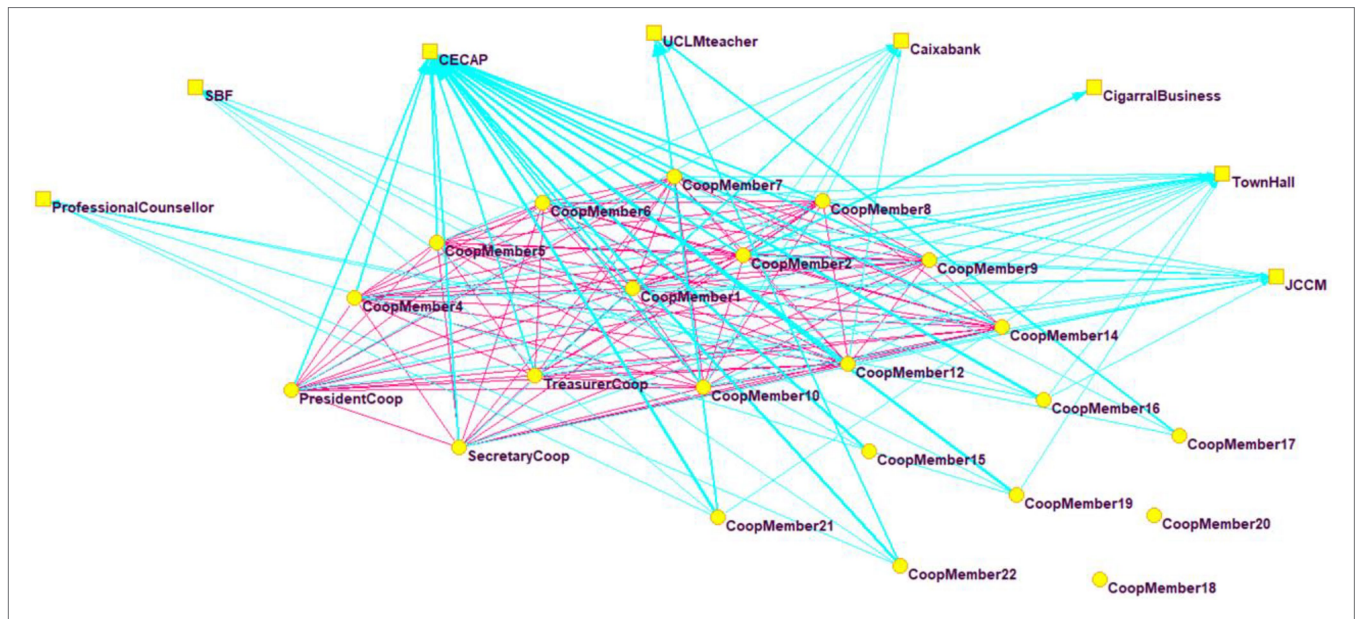 UCLMteacher
Caixabank
CECAP
SBF
CigarralBusiness
TownHall
ProfessionalCounsellor
CoopMember7
CoopMember8
CoopMember6
CoopMember5
CoopMember2
CoopMember9
JCCM
CoopMember1
CoopMember4
CoopMember14
CoopMember12
TreasurerCoop
CoopMember10
PresidentCoop
CoopMember16
CoopMember17
SecretaryCoop
CoopMember15
CoopMember19
CoopMember21
CoopMember20
CoopMember22
CoopMember18